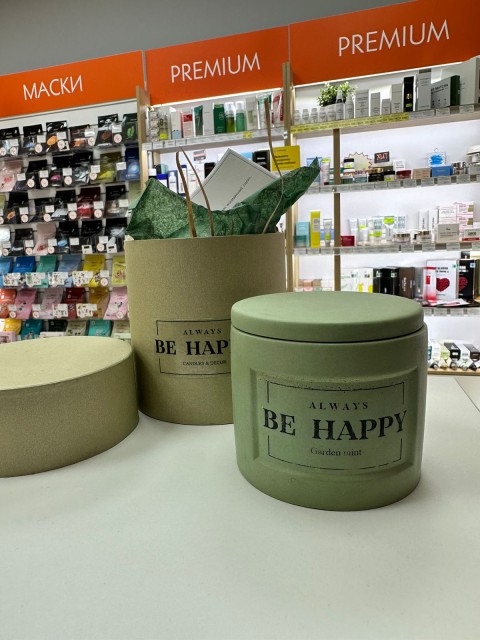 МАСКИ
PREMIUM
PREMIUM
ALWAYS
BE HAP
CANDLES & DECOR
ALWAYS
BE HAPPY
Garden mint